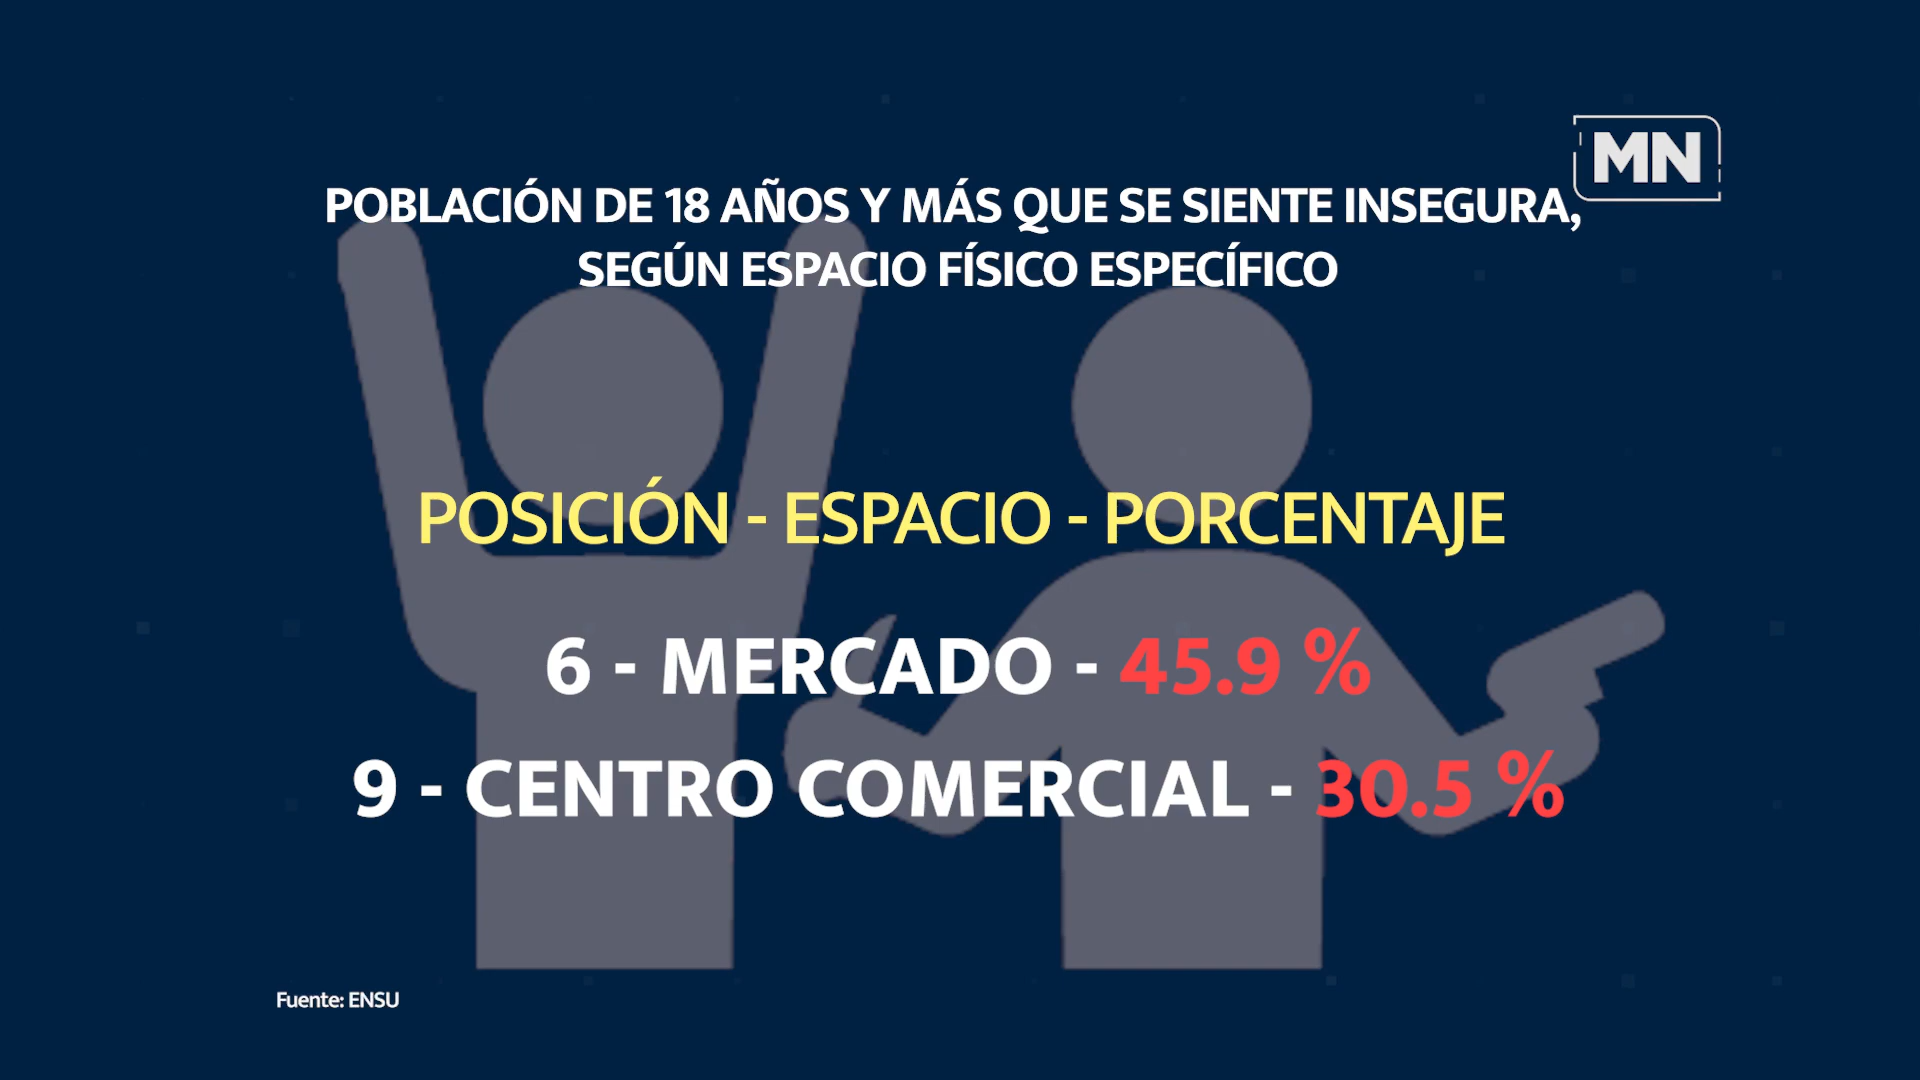 MN
POBLACIÓN DE 18 AÑOS Y MÁS QUE SE SIENTE INSEGURA,
SEGÚN ESPACIO FÍSICO ESPECÍFICO
POSICIÓN - ESPACIO - PORCENTAJE
6 - MERCADO - 45.9 %
9 - CENTRO COMERCIAL - 30.5 %
Fuente: ENSU